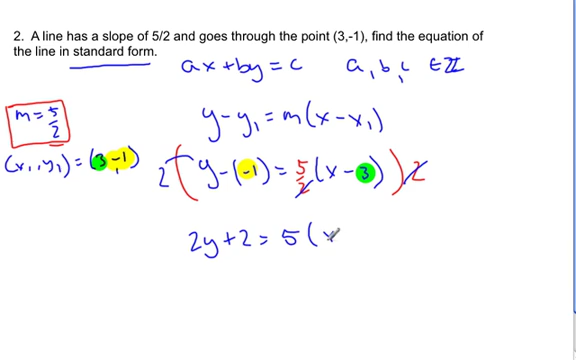 2. A line has a slope of 5/2 and goes through the point (3,-1), find the equation of
the line in standard form.
ax + by = c a, b, c ∈ ℤ
m = 5/2
y - y₁ = m(x - x₁)
(x₁, y₁) = (3, -1)
2(y - (-1) = 5/2(x - 3))2
2y + 2 = 5(x